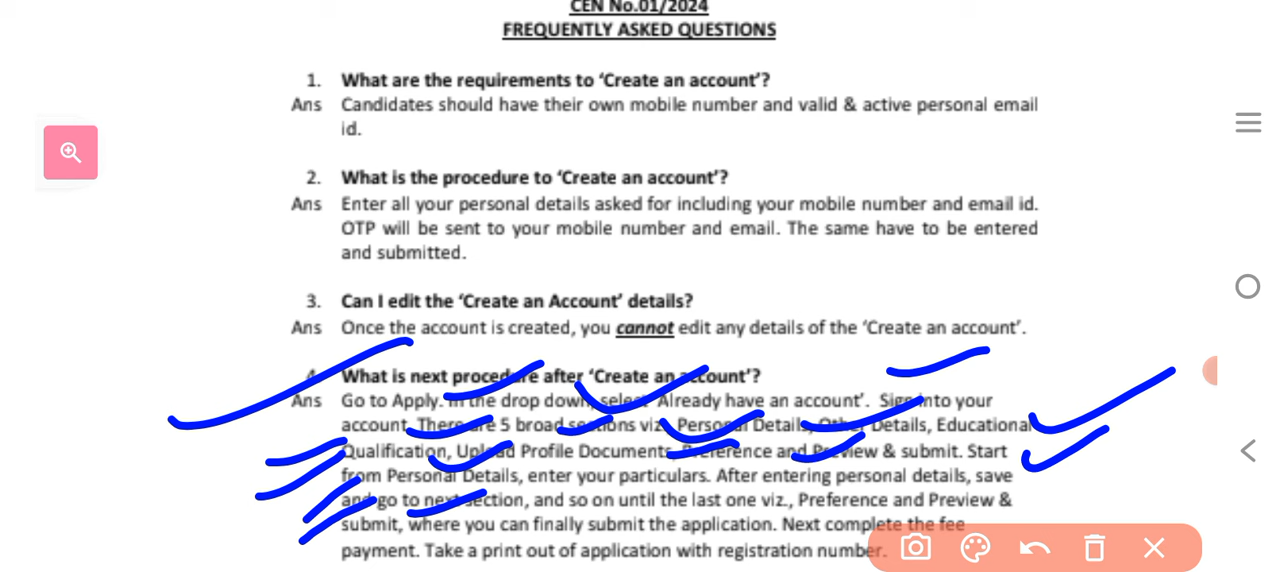 CEN No.01/2024
FREQUENTLY ASKED QUESTIONS
1. What are the requirements to ‘Create an account’?
Ans Candidates should have their own mobile number and valid & active personal email
id.
2. What is the procedure to ‘Create an account’?
Ans Enter all your personal details asked for including your mobile number and email id.
OTP will be sent to your mobile number and email. The same have to be entered
and submitted.
3. Can I edit the ‘Create an Account’ details?
Ans Once the account is created, you cannot edit any details of the ‘Create an account’.
4. What is next procedure after ‘Create an account’?
Ans Go to Apply. In the drop down, select ‘Already have an account’. Sign into your
account. There are 5 broad sections viz. Personal Details, Other Details, Educational
Qualification, Upload Profile Documents, Preference and Preview & submit. Start
from Personal Details, enter your particulars. After entering personal details, save
and go to next section, and so on until the last one viz., Preference and Preview &
submit, where you can finally submit the application. Next complete the fee
payment. Take a print out of application with registration number.